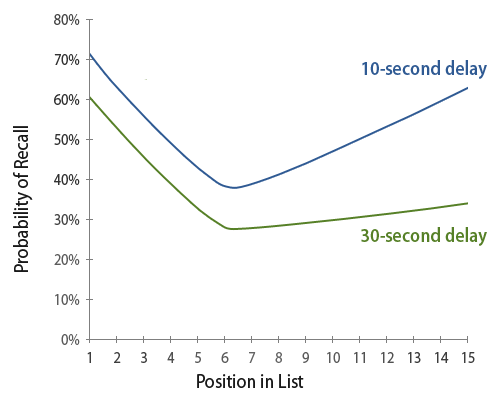 80%
70%
60%
50%
40%
30%
20%
10%
0%
Probability of Recall
10-second delay
30-second delay
1 2 3 4 5 6 7 8 9 10 11 12 13 14 15
Position in List